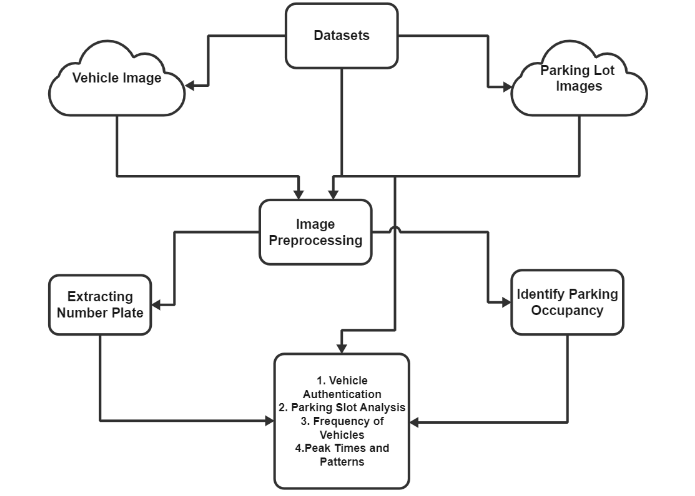 Datasets
Vehicle Image
Parking Lot
Images
Image
Preprocessing
Extracting
Number Plate
Identify Parking
Occupancy
1. Vehicle
Authentication
2. Parking Slot Analysis
3. Frequency of
Vehicles
4.Peak Times and
Patterns